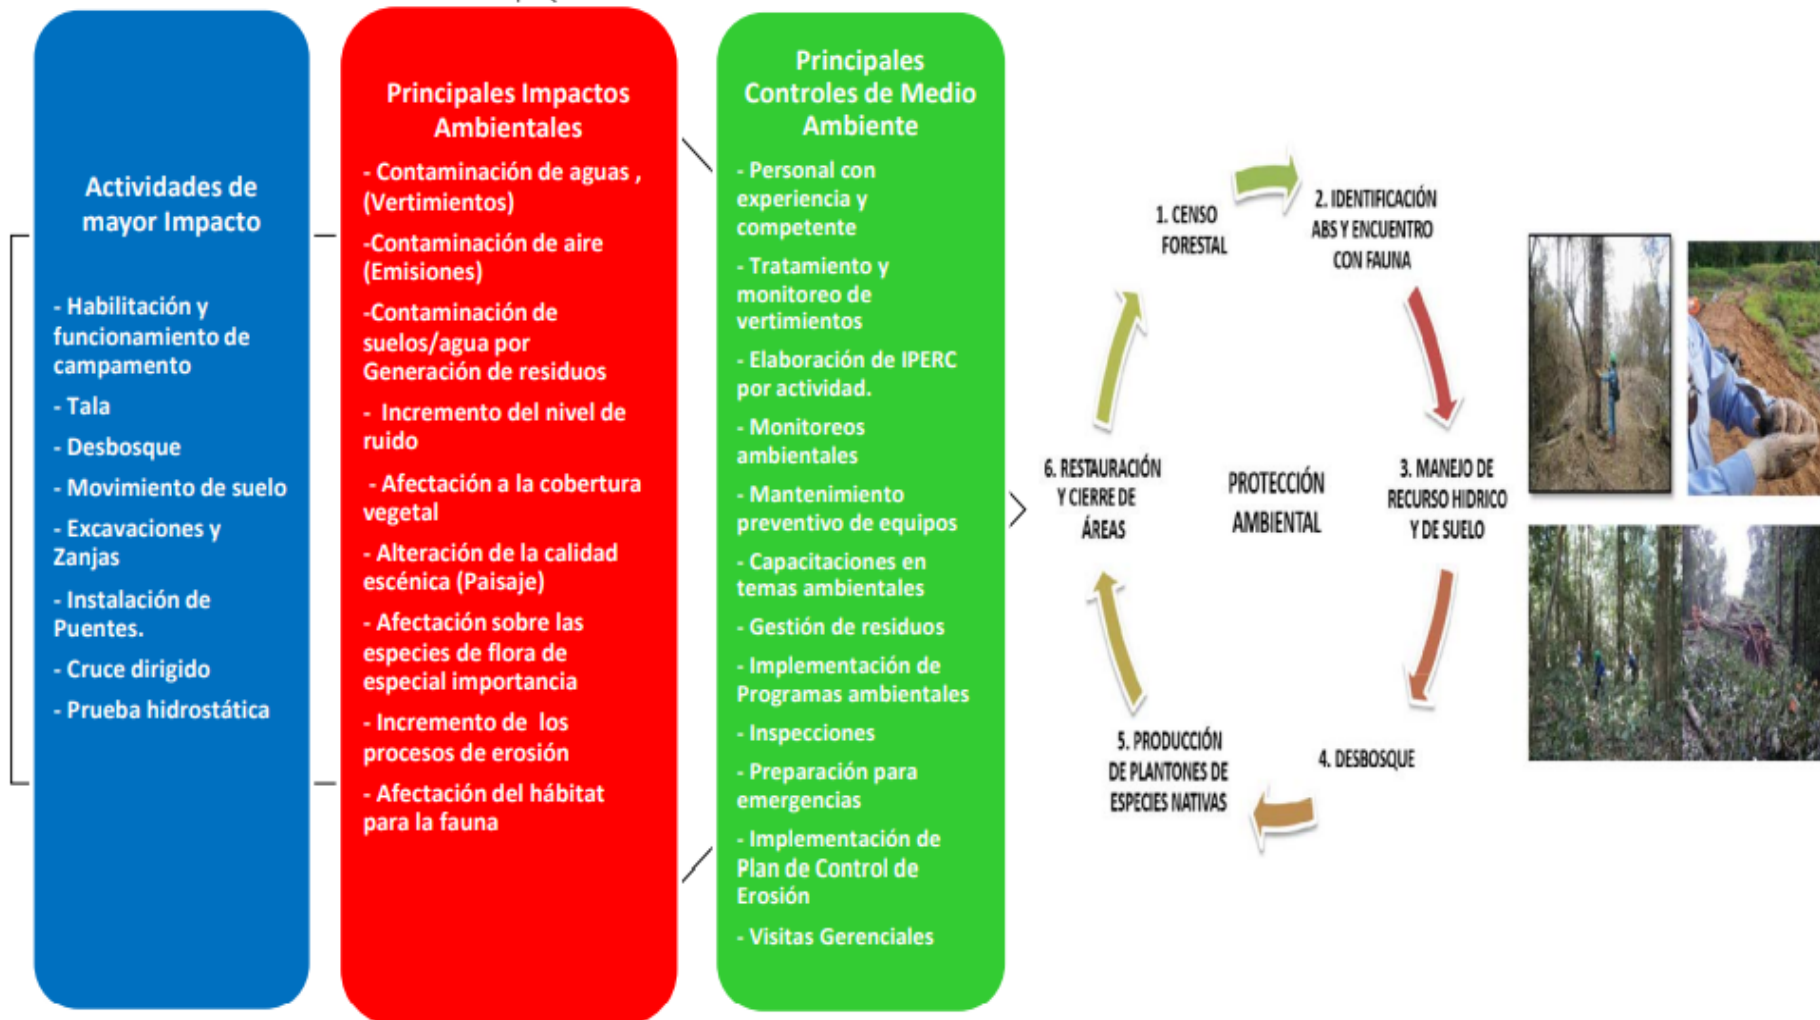 Actividades de
mayor Impacto
- Habilitación y
funcionamiento de
campamento
- Tala
- Desbosque
- Movimiento de suelo
- Excavaciones y
Zanjas
- Instalación de
Puentes.
- Cruce dirigido
- Prueba hidrostática
Principales Impactos
Ambientales
- Contaminación de aguas ,
(Vertimientos)
-Contaminación de aire
(Emisiones)
-Contaminación de
suelos/agua por
Generación de residuos
- Incremento del nivel de
ruido
- Afectación a la cobertura
vegetal
- Alteración de la calidad
escénica (Paisaje)
- Afectación sobre las
especies de flora de
especial importancia
- Incremento de los
procesos de erosión
- Afectación del hábitat
para la fauna
Principales
Controles de Medio
Ambiente
- Personal con
experiencia y
competente
- Tratamiento y
monitoreo de
vertimientos
- Elaboración de IPERC
por actividad.
- Monitoreos
ambientales
- Mantenimiento
preventivo de equipos
- Capacitaciones en
temas ambientales
- Gestión de residuos
- Implementación de
Programas ambientales
- Inspecciones
- Preparación para
emergencias
- Implementación de
Plan de Control de
Erosión
- Visitas Gerenciales
1. CENSO
FORESTAL
2. IDENTIFICACIÓN
ABS Y ENCUENTRO
CON FAUNA
3. MANEJO DE
RECURSO HIDRICO
Y DE SUELO
4. DESBOSQUE
5. PRODUCCIÓN
DE PLANTONES DE
ESPECIES NATIVAS
6. RESTAURACIÓN
Y CIERRE DE
ÁREAS
PROTECCIÓN
AMBIENTAL